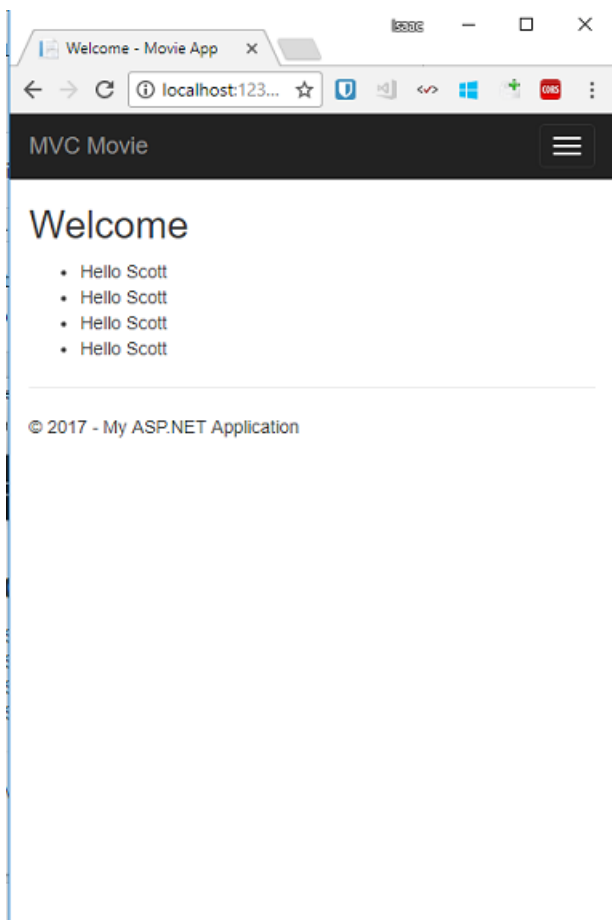 Isaac
Welcome - Movie App
localhost:123...
CORS
MVC Movie
Welcome
• Hello Scott
• Hello Scott
• Hello Scott
• Hello Scott
© 2017 - My ASP.NET Application